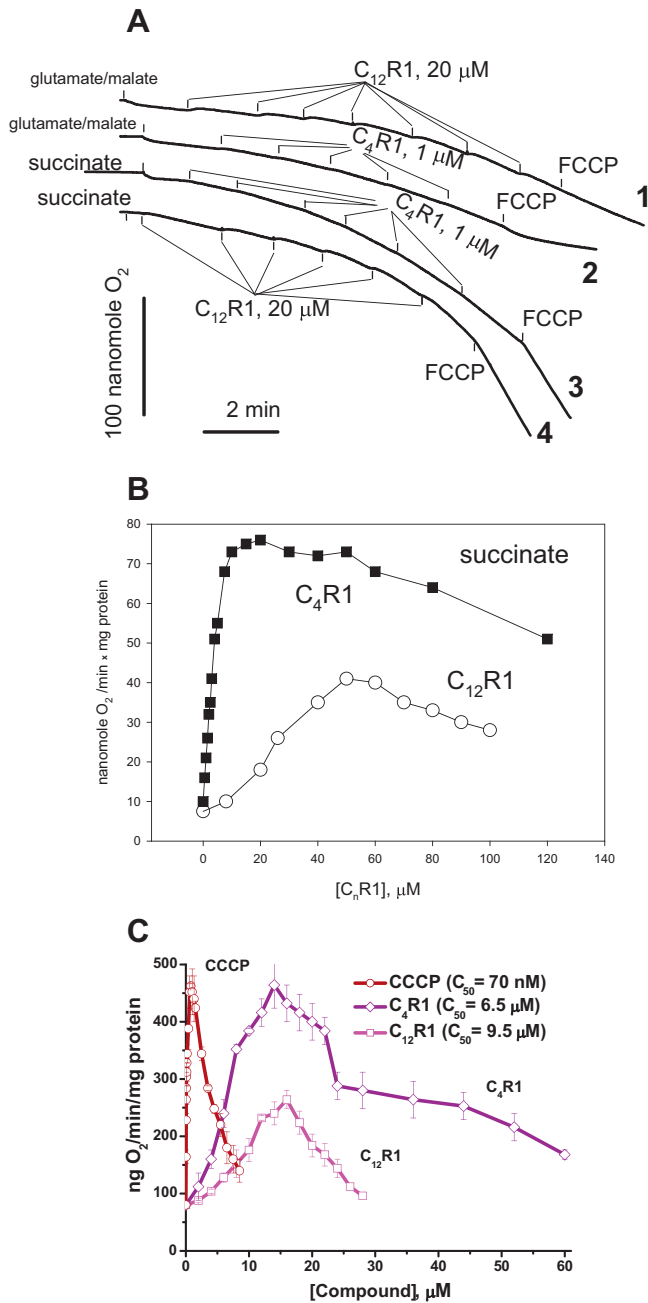 A
C₁₂R1, 20 μM
glutamate/malate
glutamate/malate
C₄R1, 1 μM
FCCP
succinate
1
FCCP
succinate
C₄R1, 1 μM
2
100 nanomole O₂
C₁₂R1, 20 μM
FCCP
FCCP
2 min
3
4
B
80
70
60
50
40
30
20
10
0
succinate
C₄R1
C₁₂R1
nanomole O₂ /min x mg protein
0 20 40 60 80 100 120 140
[CₙR1], μM
C
500
400
300
200
100
0
CCCP
CCCP (C₅₀= 70 nM)
C₄R1 (C₅₀= 6.5 μM)
C₁₂R1 (C₅₀= 9.5 μM)
C₄R1
C₁₂R1
ng O₂/min/mg protein
0 10 20 30 40 50 60
[Compound], μM